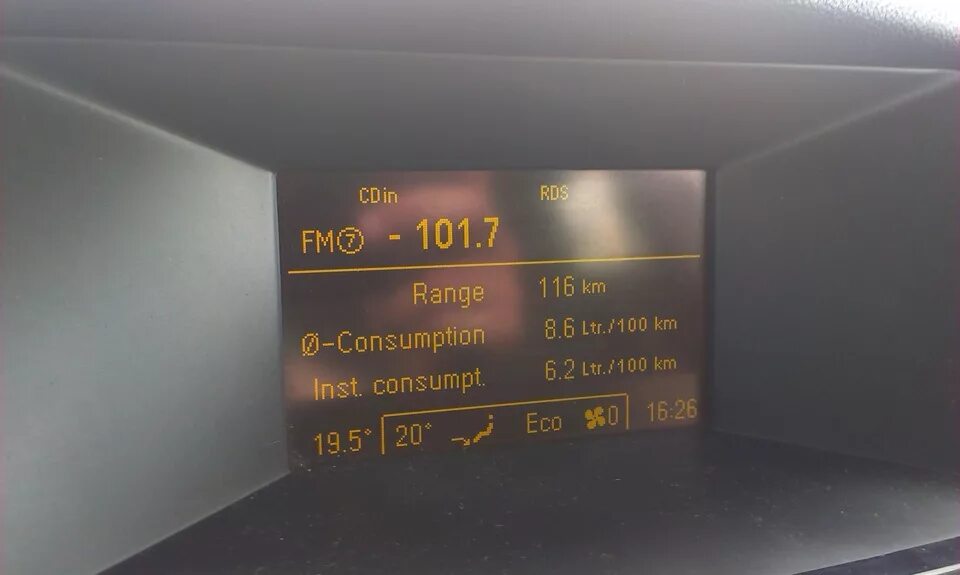 CDin RDS
FM⑦ - 101.7
Range 116 km
Ø-Consumption 8.6 Ltr./100 km
Inst. consumpt. 6.2 Ltr./100 km
19.5° 20° Eco 0 16:26